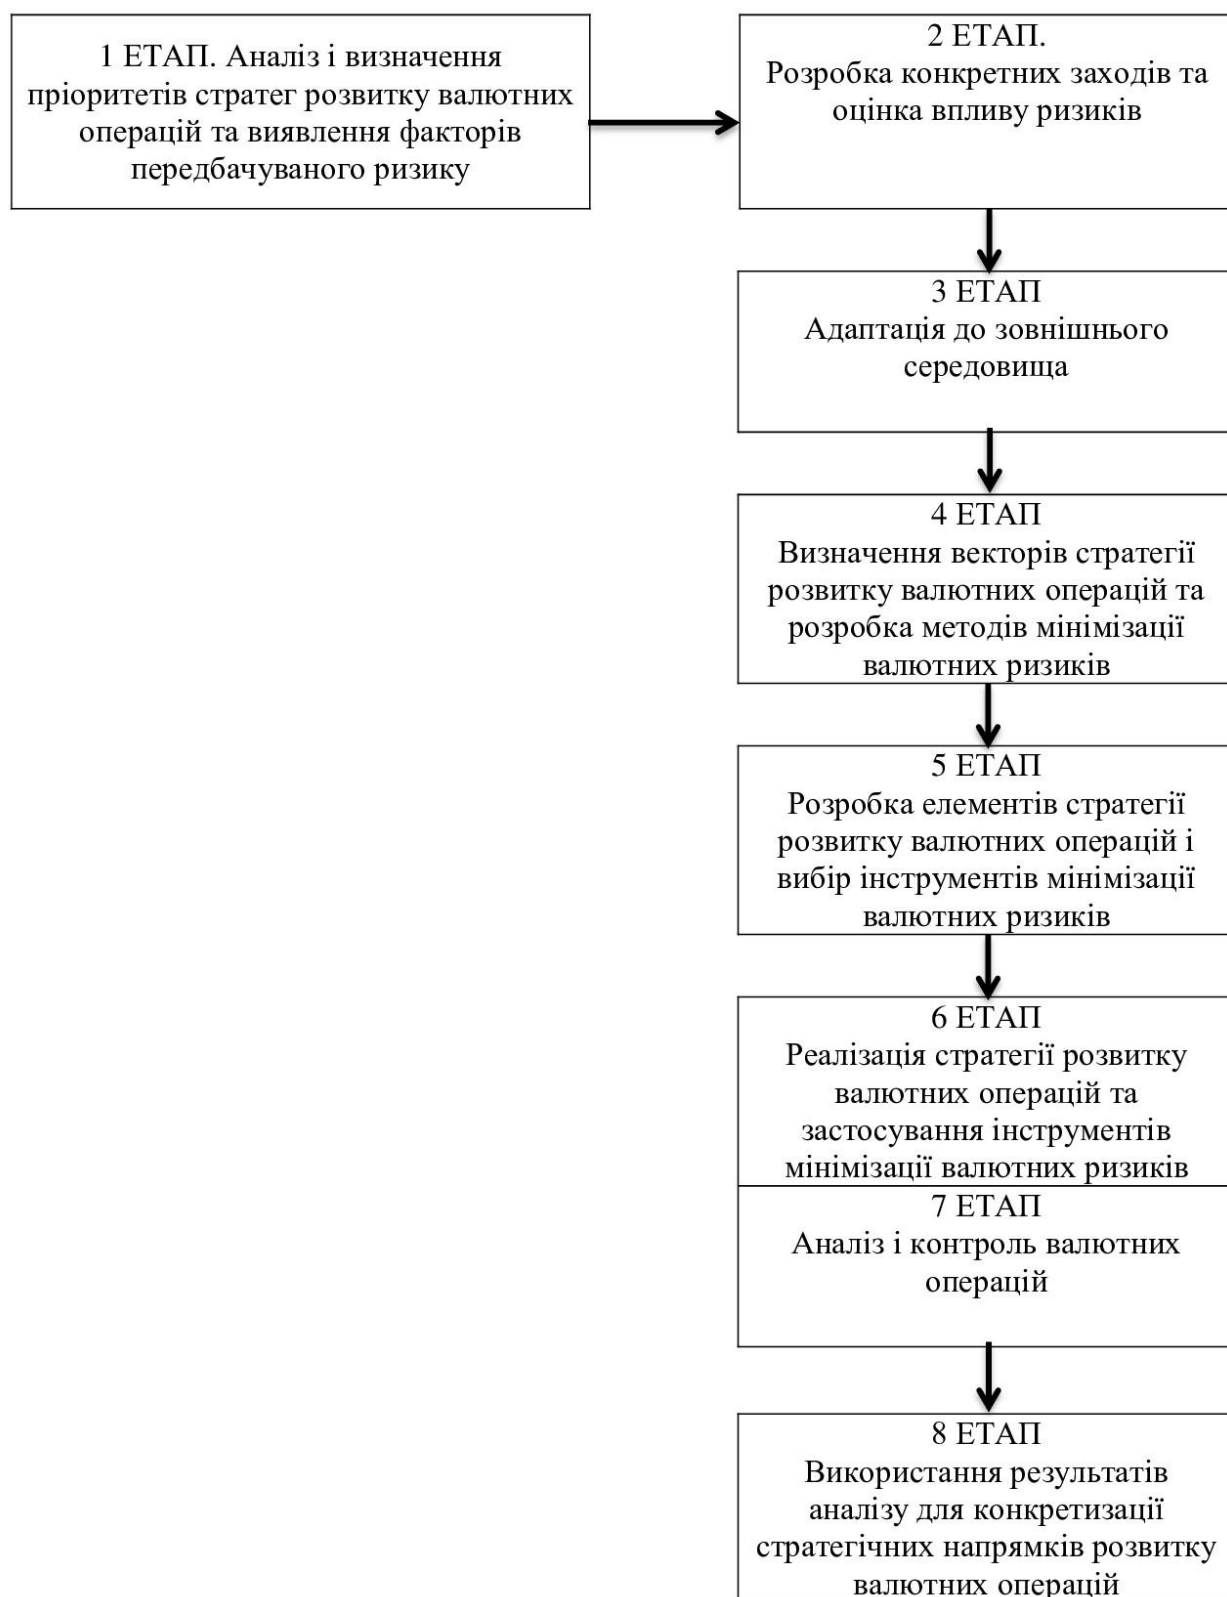 1 ЕТАП. Аналіз і визначення
пріоритетів стратег розвитку валютних
операцій та виявлення факторів
передбачуваного ризику
2 ЕТАП.
Розробка конкретних заходів та
оцінка впливу ризиків
3 ЕТАП
Адаптація до зовнішнього
середовища
4 ЕТАП
Визначення векторів стратегії
розвитку валютних операцій та
розробка методів мінімізації
валютних ризиків
5 ЕТАП
Розробка елементів стратегії
розвитку валютних операцій і
вибір інструментів мінімізації
валютних ризиків
6 ЕТАП
Реалізація стратегії розвитку
валютних операцій та
застосування інструментів
мінімізації валютних ризиків
7 ЕТАП
Аналіз і контроль валютних
операцій
8 ЕТАП
Використання результатів
аналізу для конкретизації
стратегічних напрямків розвитку
валютних операцій